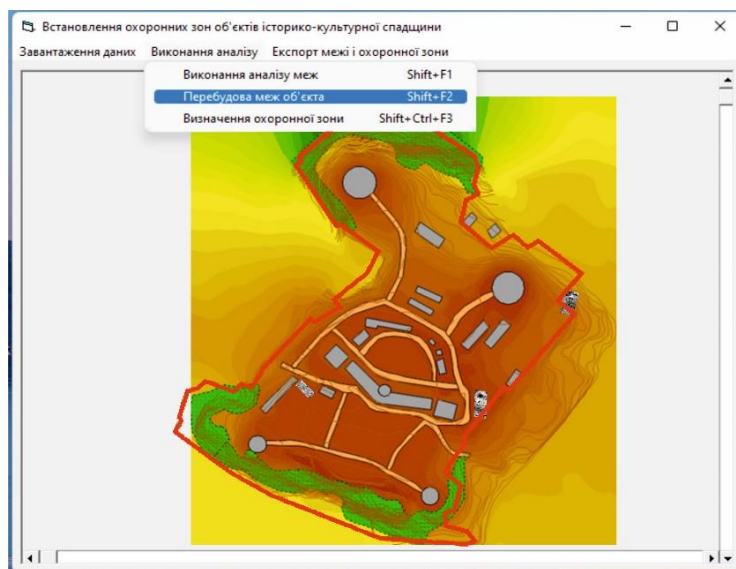 Встановлення охоронних зон об'єктів історико-культурної спадщини
Завантаження даних Виконання аналізу Експорт межі і охоронної зони
Виконання аналізу меж Shift+F1
Перебудова меж об'єкта Shift+F2
Визначення охоронної зони Shift+Ctrl+F3